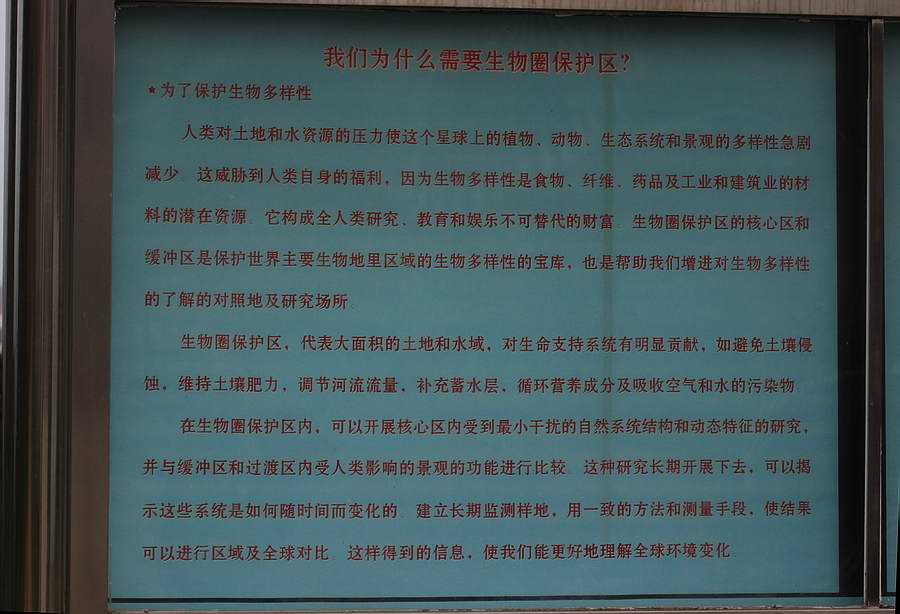 我们为什么需要生物圈保护区?
★为了保护生物多样性
人类对土地和水资源的压力使这个星球上的植物、动物、生态系统和景观的多样性急剧
减少。这威胁到人类自身的福利，因为生物多样性是食物、纤维、药品及工业和建筑业的材
料的潜在资源。它构成全人类研究、教育和娱乐不可替代的财富。生物圈保护区的核心区和
缓冲区是保护世界主要生物地里区域的生物多样性的宝库，也是帮助我们增进对生物多样性
的了解的对照地及研究场所。
生物圈保护区，代表大面积的土地和水域，对生命支持系统有明显贡献，如避免土壤侵
蚀，维持土壤肥力，调节河流流量，补充蓄水层，循环营养成分及吸收空气和水的污染物。
在生物圈保护区内，可以开展核心区内受到最小干扰的自然系统结构和动态特征的研究，
并与缓冲区和过渡区内受人类影响的景观的功能进行比较。这种研究长期开展下去，可以揭
示这些系统是如何随时间而变化的。建立长期监测样地，用一致的方法和测量手段，使结果
可以进行区域及全球对比。这样得到的信息，使我们能更好地理解全球环境变化。